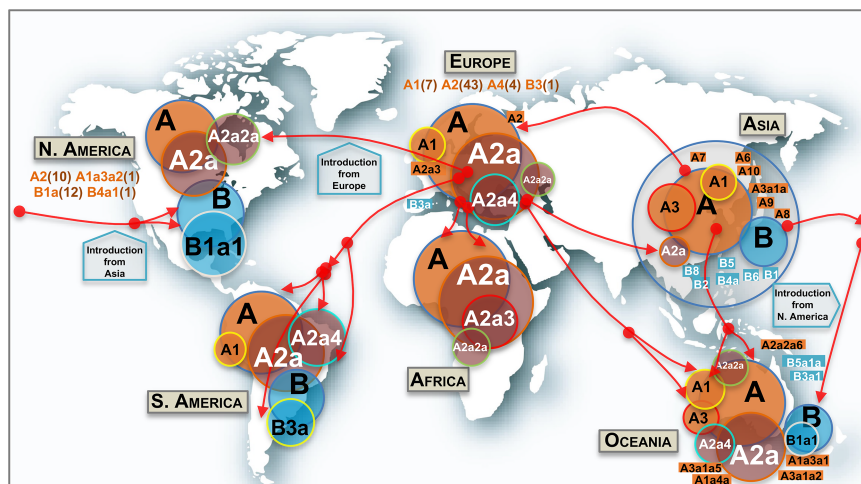 EUROPE
A1(7) A2(43) A4(4) B3(1)
A
A2
A1
A2a
A2a3
A2a2a
A2a4
B3a
N. AMERICA
A2(10) A1a3a2(1)
B1a(12) B4a1(1)
A
A2a2a
A2a
B
B1a1
Introduction
from
Europe
Introduction
from
Asia
ASIA
A7
A6
A10
A1
A3a1a
A3
A
A9
A8
B
A2a
B5
B8
B4a
B6
B1
B2
Introduction
from
N. America
A
A2a
A2a3
A2a2a
AFRICA
A
A1
A2a4
A2a
B
B3a
S. AMERICA
A2a2a6
A2a2a
B5a1a
B3a1
A1
A
A3
OCEANIA
A2a4
A2a
B
B1a1
A1a3a1
A3a1a5
A1a4a
A3a1a2